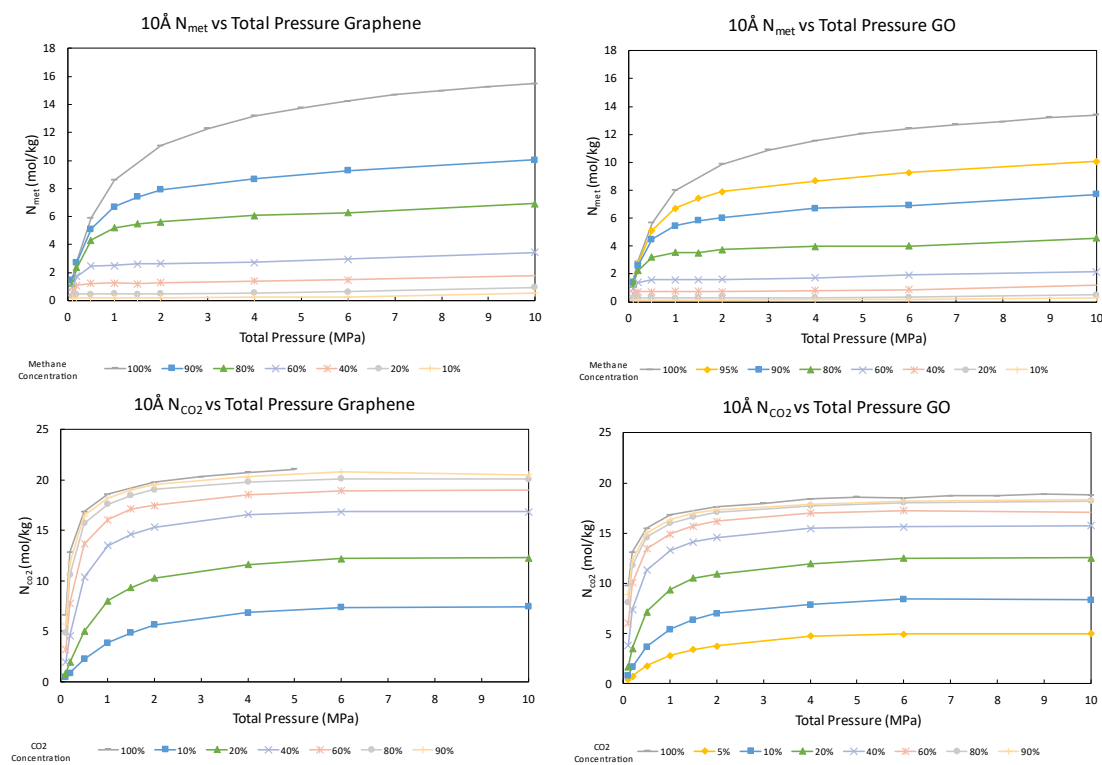 10Å Nmet vs Total Pressure Graphene
18
16
14
12
10
8
6
4
2
0
Nmet (mol/kg)
0 1 2 3 4 5 6 7 8 9 10
Total Pressure (MPa)
Methane
Concentration
100% 90% 80% 60% 40% 20% 10%
10Å Nmet vs Total Pressure GO
18
16
14
12
10
8
6
4
2
0
Nmet (mol/kg)
0 1 2 3 4 5 6 7 8 9 10
Total Pressure (MPa)
Methane
Concentration
100% 95% 90% 80% 60% 40% 20% 10%
10Å NCO2 vs Total Pressure Graphene
25
20
15
10
5
0
Nco2 (mol/kg)
0 1 2 3 4 5 6 7 8 9 10
Total Pressure (MPa)
CO2
Concentration
100% 10% 20% 40% 60% 80% 90%
10Å NCO2 vs Total Pressure GO
25
20
15
10
5
0
Nco2 (mol/kg)
0 1 2 3 4 5 6 7 8 9 10
Total Pressure (MPa)
CO2
Concentration
100% 5% 10% 20% 40% 60% 80% 90%